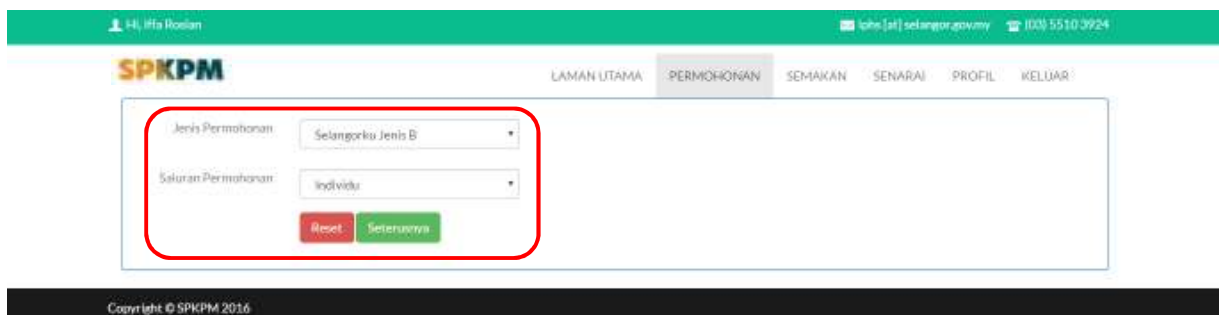 Hi, Iffa Roslan
lphs [at] selangor.gov.my (03) 5510 3924
SPKPM
LAMAN UTAMA PERMOHONAN SEMAKAN SENARAI PROFIL KELUAR
Jenis Permohonan Selangorku Jenis B
Saluran Permohonan Individu
Reset Seterusnya
Copyright © SPKPM 2016